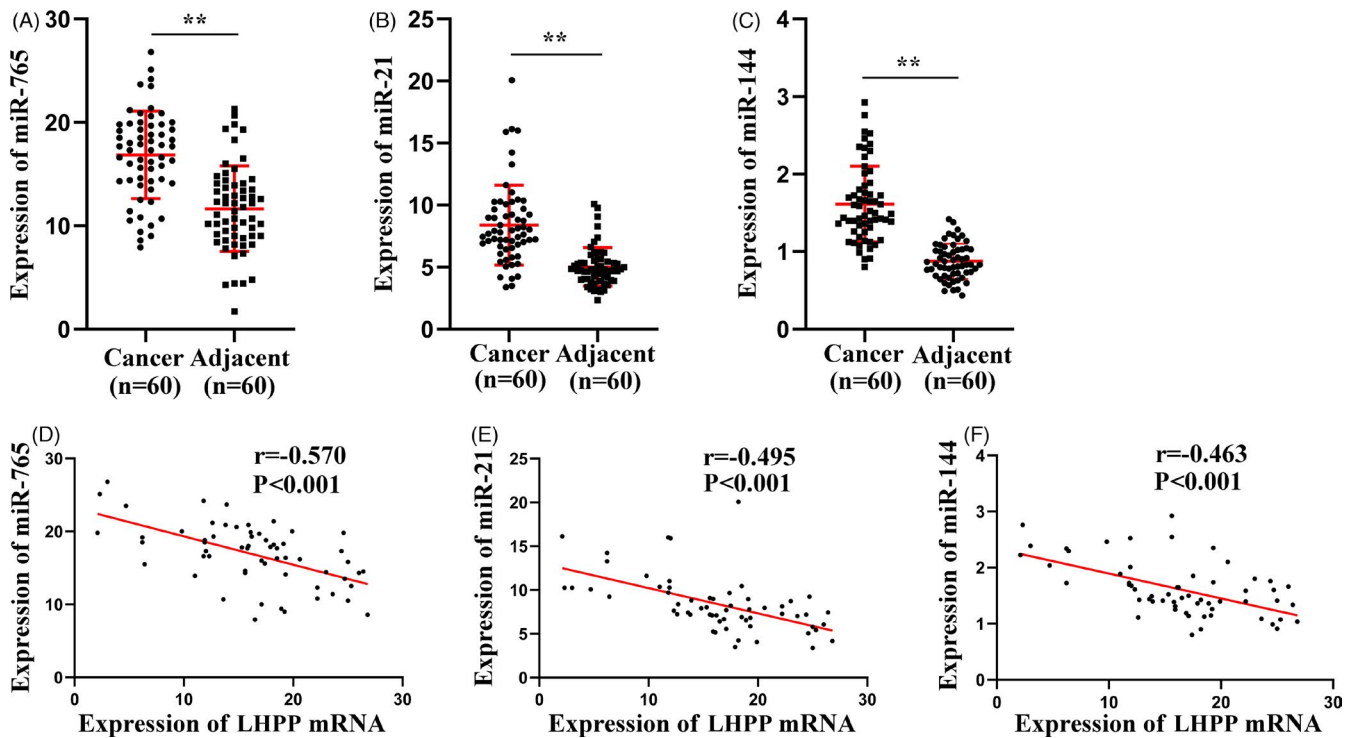 (A)
Expression of miR-765
30
20
10
0
**
Cancer
(n=60)
Adjacent
(n=60)
(B)
Expression of miR-21
25
20
15
10
5
0
**
Cancer
(n=60)
Adjacent
(n=60)
(C)
Expression of miR-144
4
3
2
1
0
**
Cancer
(n=60)
Adjacent
(n=60)
(D)
Expression of miR-765
r=-0.570
P<0.001
30
20
10
0
0 10 20 30
Expression of LHPP mRNA
(E)
Expression of miR-21
r=-0.495
P<0.001
25
20
15
10
5
0
0 10 20 30
Expression of LHPP mRNA
(F)
Expression of miR-144
r=-0.463
P<0.001
4
3
2
1
0
0 10 20 30
Expression of LHPP mRNA